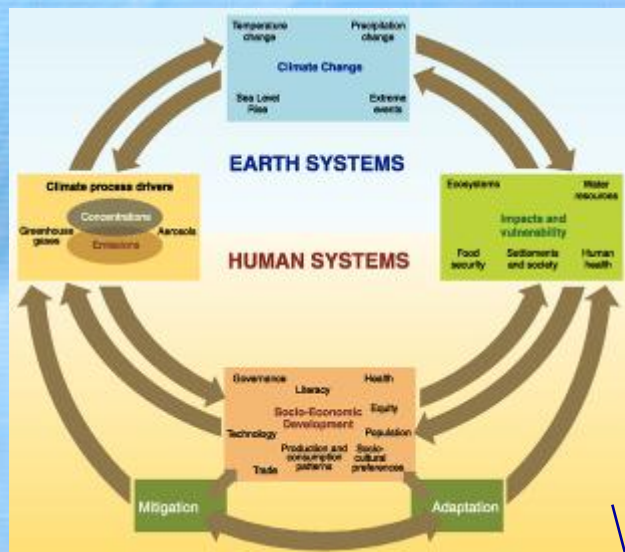 Temperature change
Precipitation change
Climate Change
Sea Level Rise
Extreme events
EARTH SYSTEMS
Climate process drivers
Concentrations
Greenhouse gases
Aerosols
Emissions
Ecosystems
Water resources
Impacts and vulnerability
Food security
Settlements and society
Human health
HUMAN SYSTEMS
Governance
Literacy
Health
Equity
Socio-Economic Development
Technology
Population
Production and consumption patterns
Socio-cultural preferences
Trade
Mitigation
Adaptation